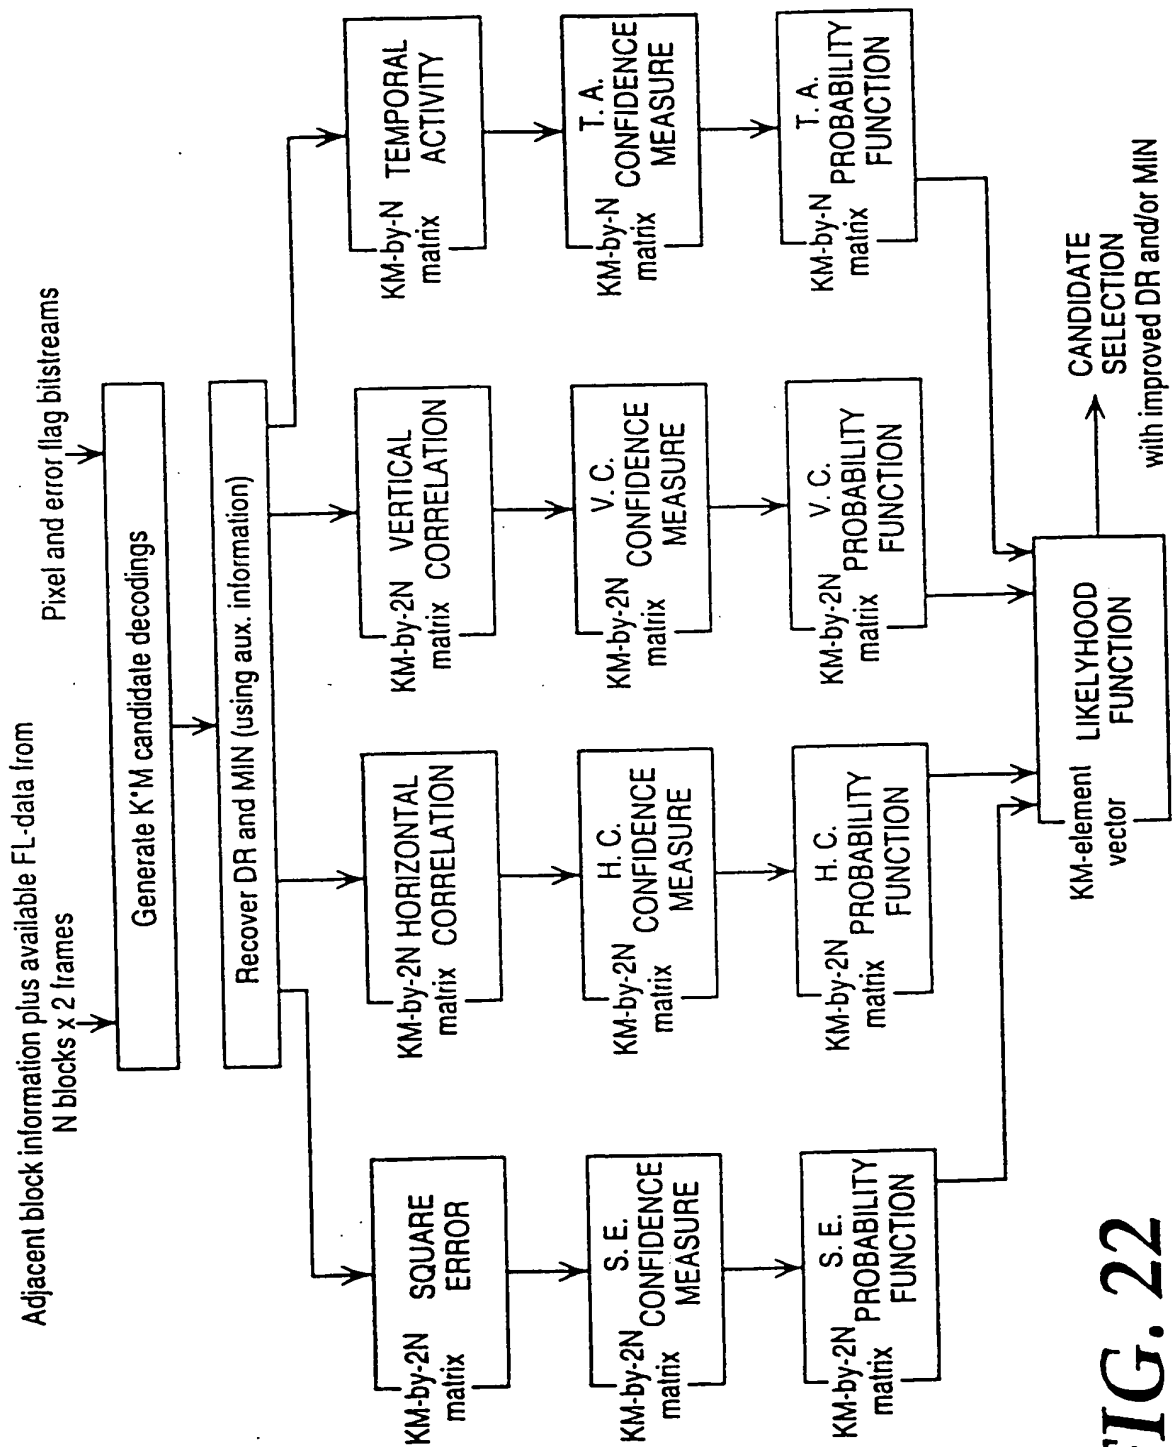 Adjacent block information plus available FL-data from
N blocks x 2 frames
Pixel and error flag bitstreams
Generate K*M candidate decodings
Recover DR and MIN (using aux. information)
KM-by-2N
matrix
SQUARE
ERROR
KM-by-2N
matrix
HORIZONTAL
CORRELATION
KM-by-2N
matrix
VERTICAL
CORRELATION
KM-by-N
matrix
TEMPORAL
ACTIVITY
KM-by-2N
matrix
S. E.
CONFIDENCE
MEASURE
KM-by-2N
matrix
H. C.
CONFIDENCE
MEASURE
KM-by-2N
matrix
V. C.
CONFIDENCE
MEASURE
KM-by-N
matrix
T. A.
CONFIDENCE
MEASURE
KM-by-2N
matrix
S. E.
PROBABILITY
FUNCTION
KM-by-2N
matrix
H. C.
PROBABILITY
FUNCTION
KM-by-2N
matrix
V. C.
PROBABILITY
FUNCTION
KM-by-N
matrix
T. A.
PROBABILITY
FUNCTION
KM-element
vector
LIKELYHOOD
FUNCTION
CANDIDATE
SELECTION
with improved DR and/or MIN
FIG. 22